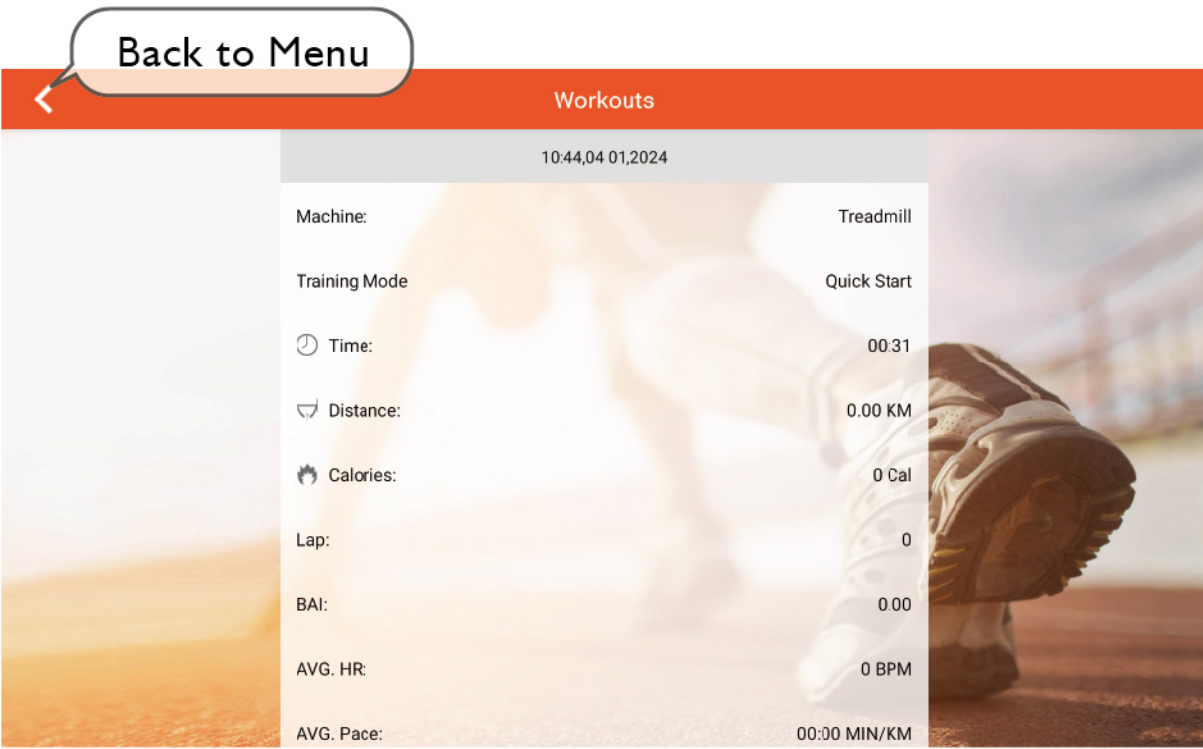 Back to Menu
Workouts
10:44,04 01,2024
Machine: Treadmill
Training Mode Quick Start
Time: 00:31
Distance: 0.00 KM
Calories: 0 Cal
Lap: 0
BAI: 0.00
AVG. HR: 0 BPM
AVG. Pace: 00:00 MIN/KM